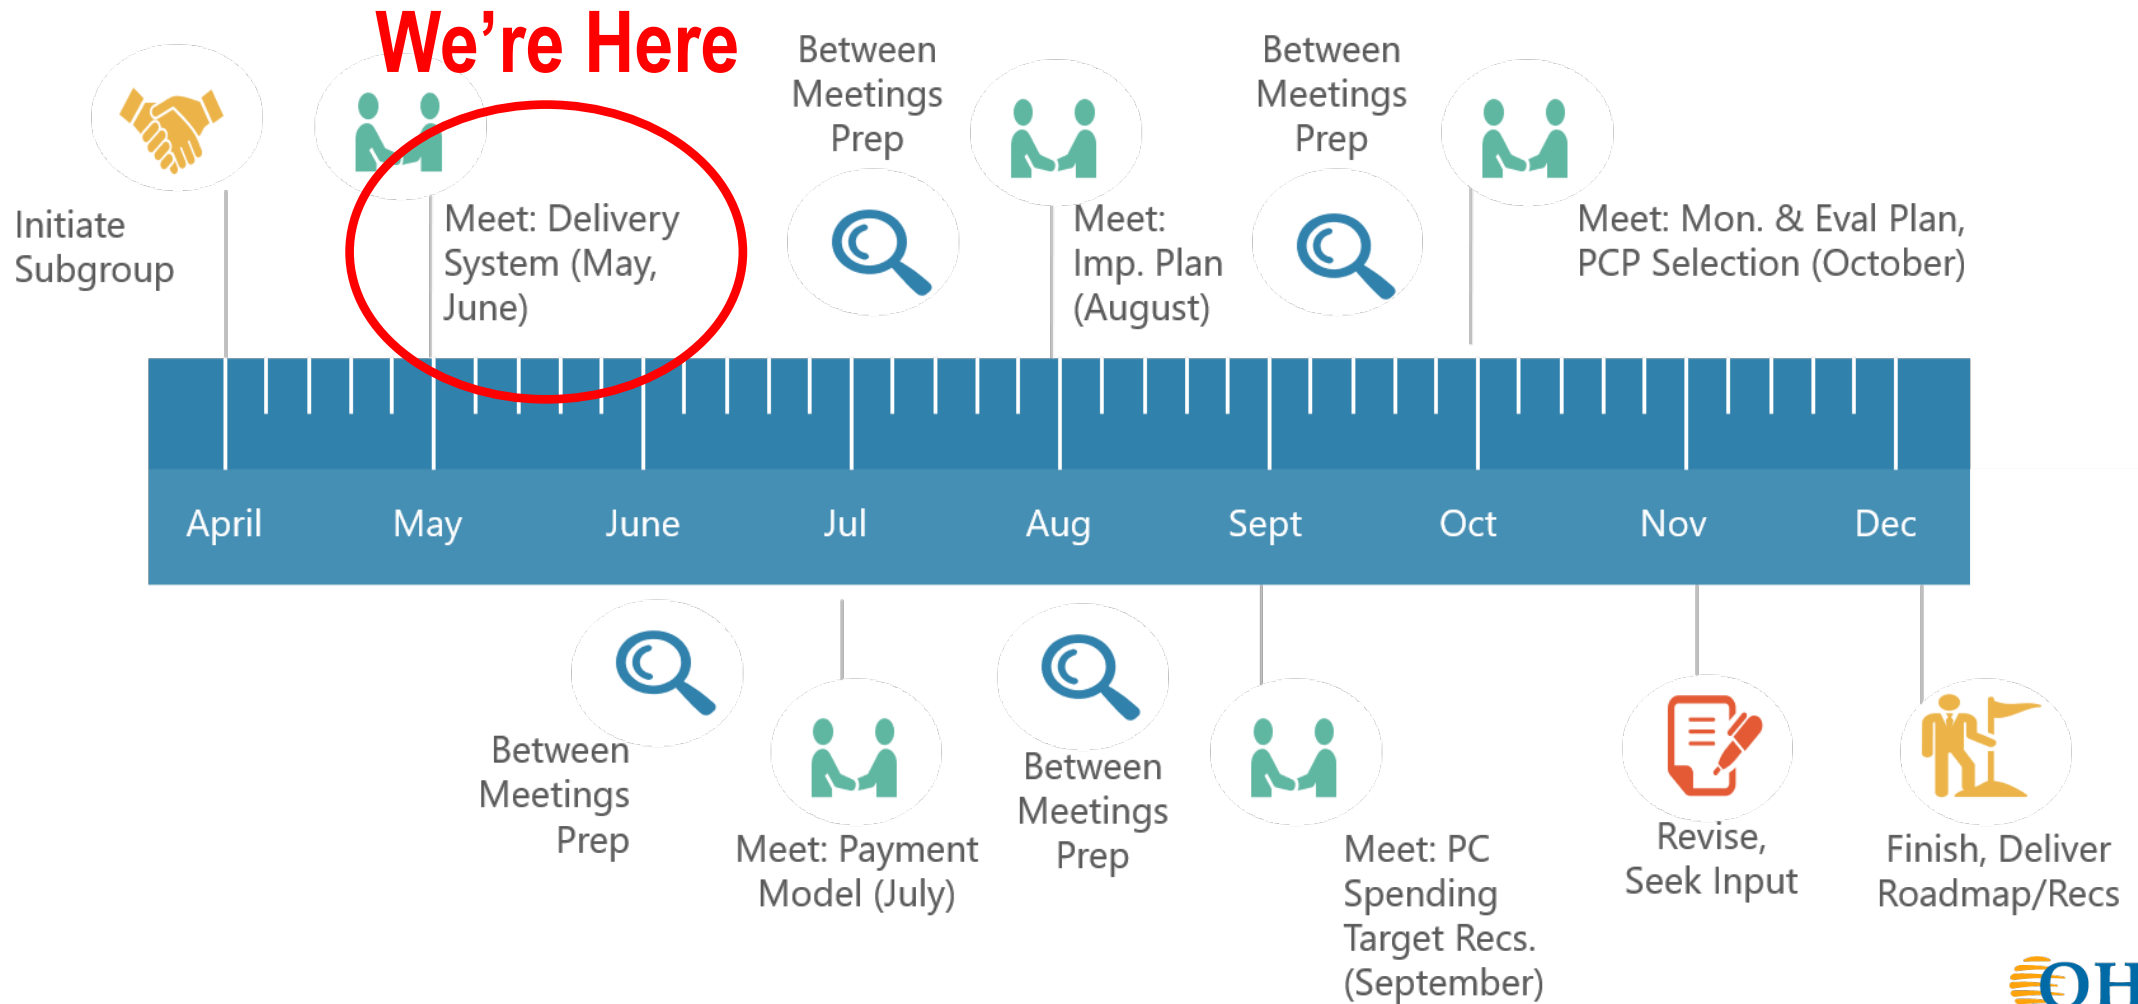 We’re Here
Initiate
Subgroup
Meet: Delivery
System (May,
June)
Between
Meetings
Prep
Meet:
Imp. Plan
(August)
Between
Meetings
Prep
Meet: Mon. & Eval Plan,
PCP Selection (October)
April
May
June
Jul
Aug
Sept
Oct
Nov
Dec
Between
Meetings
Prep
Meet: Payment
Model (July)
Between
Meetings
Prep
Meet: PC
Spending
Target Recs.
(September)
Revise,
Seek Input
Finish, Deliver
Roadmap/Recs
OH